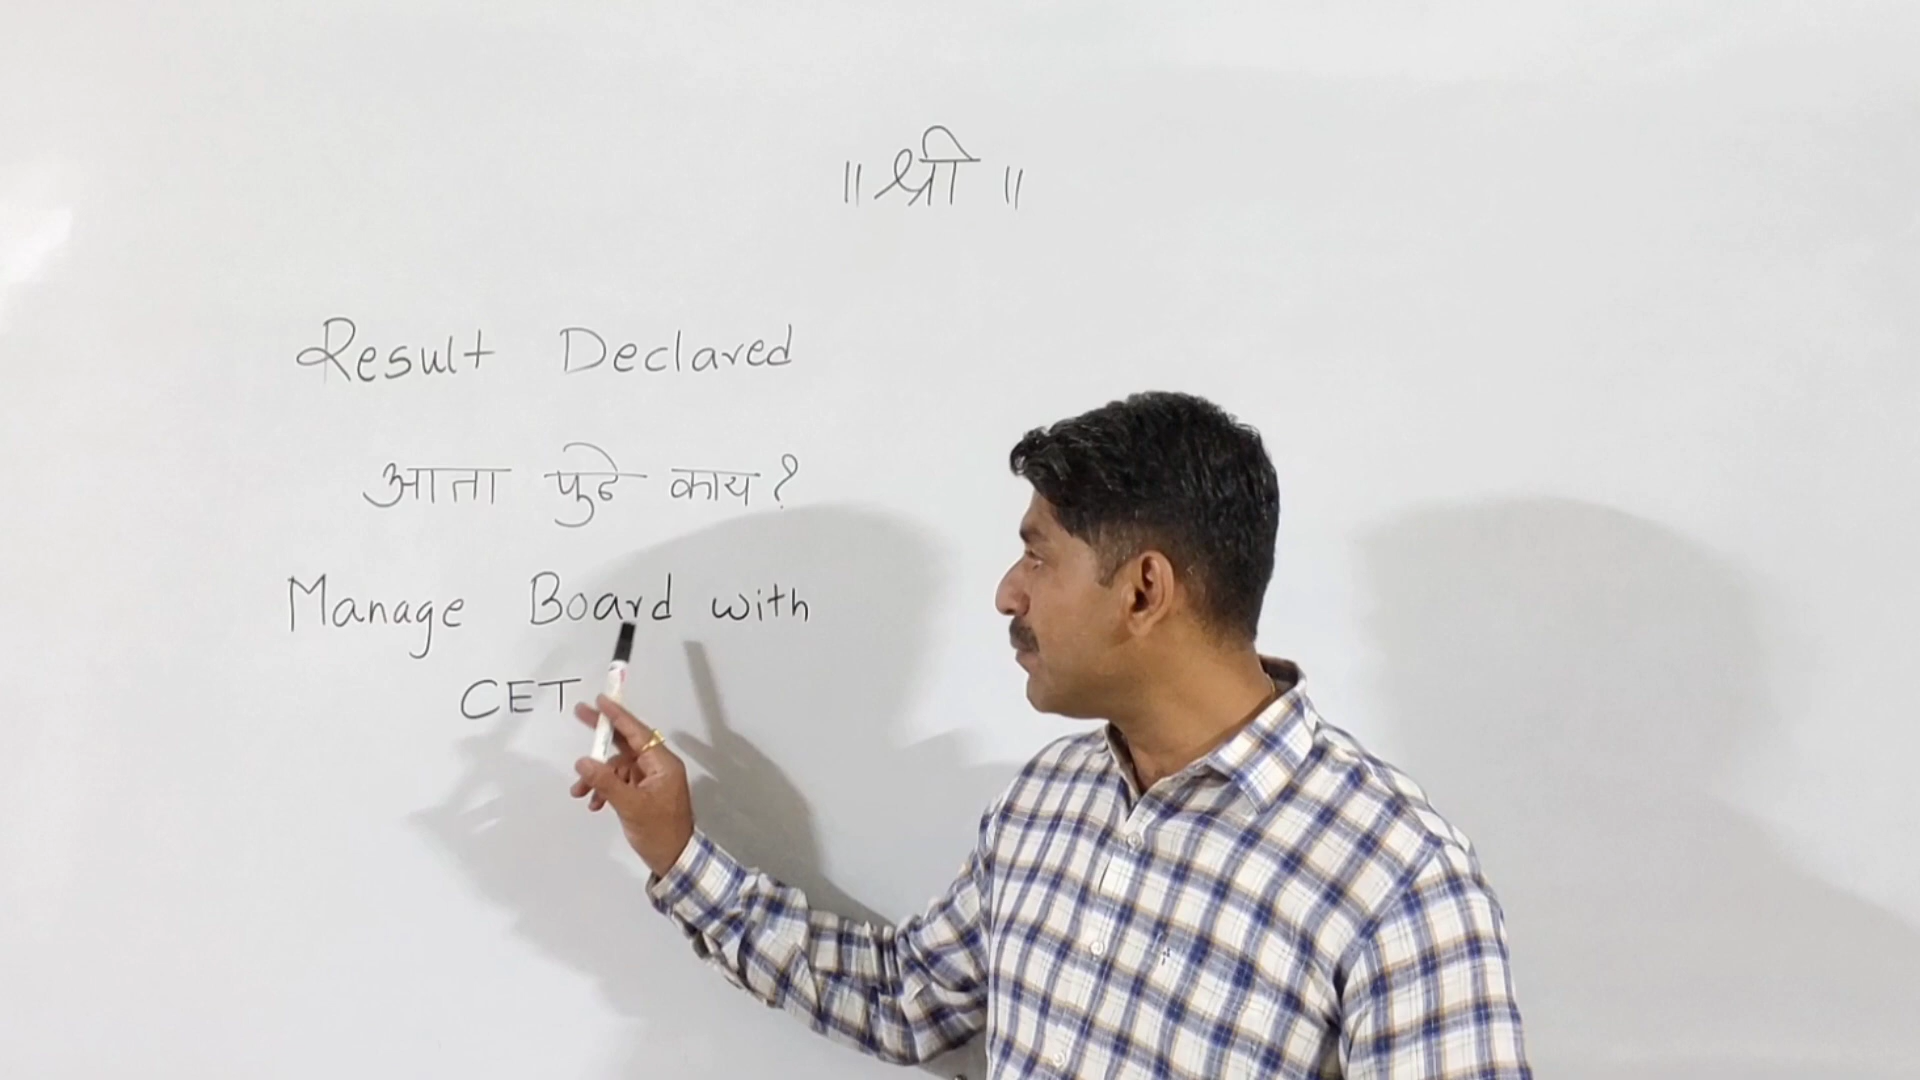 ॥ श्री ॥
Result Declared
आता पुढे काय ?
Manage Board with
CET